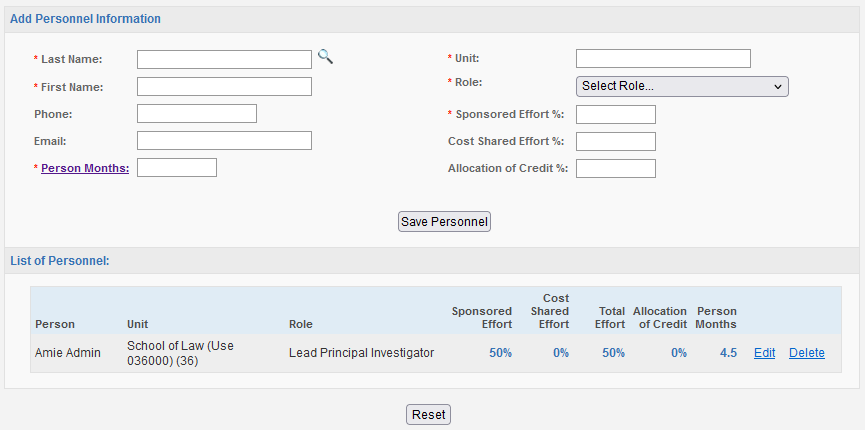 Add Personnel Information
* Last Name:
* Unit:
* First Name:
* Role: Select Role...
Phone:
* Sponsored Effort %:
Email:
Cost Shared Effort %:
* Person Months:
Allocation of Credit %:
Save Personnel
List of Personnel:
Person Unit Role Sponsored Effort Cost Shared Effort Total Effort Allocation of Credit Person Months
Amie Admin School of Law (Use 036000) (36) Lead Principal Investigator 50% 0% 50% 0% 4.5 Edit Delete
Reset